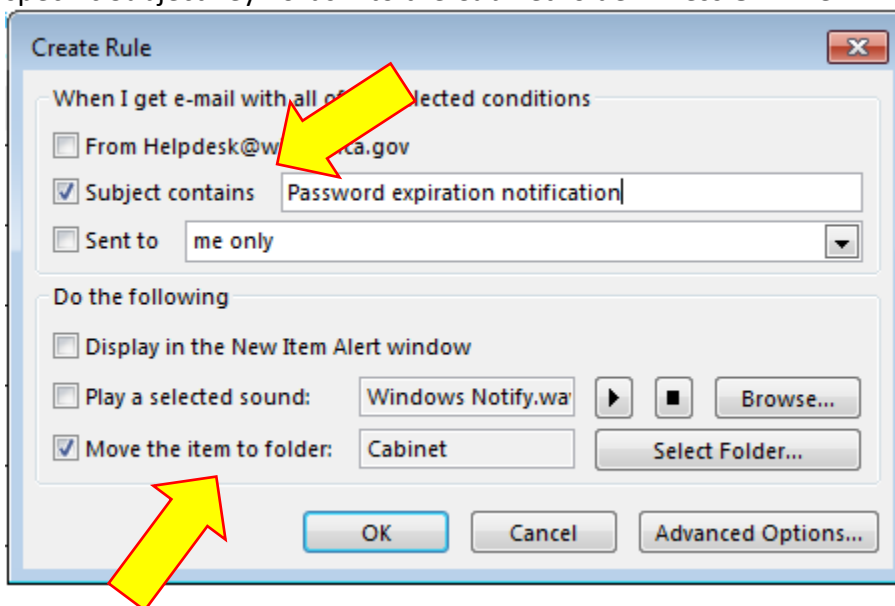 Create Rule
When I get e-mail with all of lected conditions
From Helpdesk@w ca.gov
Subject contains Password expiration notification
Sent to me only
Do the following
Display in the New Item Alert window
Play a selected sound: Windows Notify.wa Browse...
Move the item to folder: Cabinet Select Folder...
OK Cancel Advanced Options...